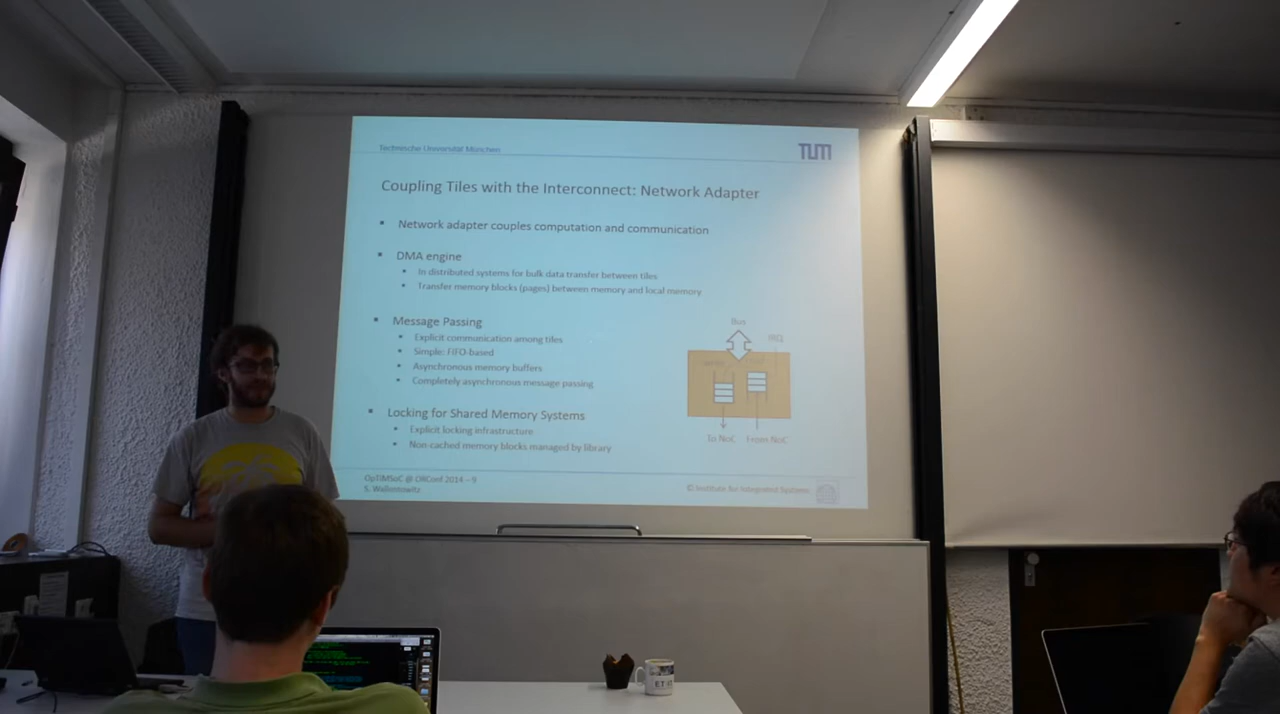 Technische Universität München
TUM
Coupling Tiles with the Interconnect: Network Adapter
Network adapter couples computation and communication
DMA engine
In distributed systems for bulk data transfer between tiles
Transfer memory blocks (pages) between memory and local memory
Message Passing
Explicit communication among tiles
Simple: FIFO-based
Asynchronous memory buffers
Completely asynchronous message passing
Locking for Shared Memory Systems
Explicit locking infrastructure
Non-cached memory blocks managed by library
Bus
IRQ
To NoC
From NoC
OpTiMSoC @ ORConf 2014 – 9
S. Wallentowitz
© Institute for Integrated Systems